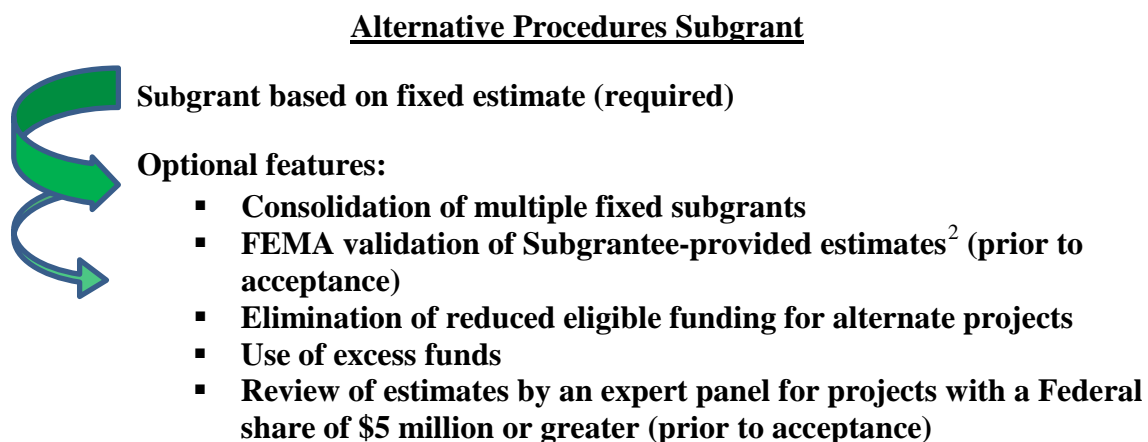 Alternative Procedures Subgrant
Subgrant based on fixed estimate (required)
Optional features:
▪ Consolidation of multiple fixed subgrants
▪ FEMA validation of Subgrantee-provided estimates² (prior to
acceptance)
▪ Elimination of reduced eligible funding for alternate projects
▪ Use of excess funds
▪ Review of estimates by an expert panel for projects with a Federal
share of $5 million or greater (prior to acceptance)